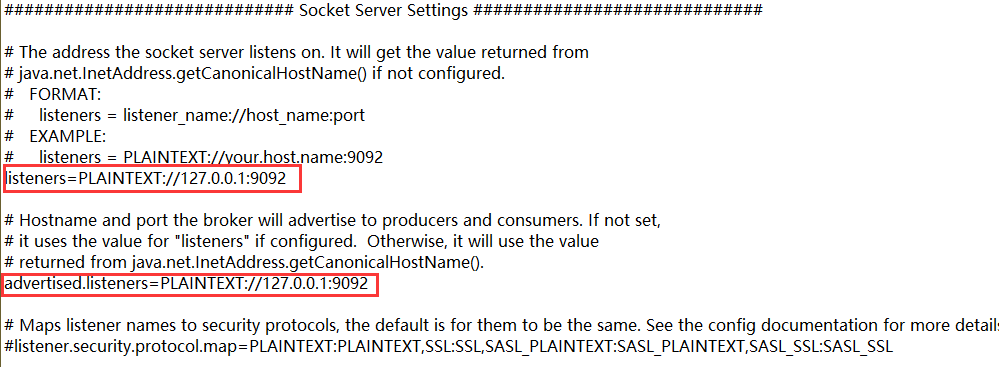 ############################# Socket Server Settings #############################
# The address the socket server listens on. It will get the value returned from
# java.net.InetAddress.getCanonicalHostName() if not configured.
#   FORMAT:
#     listeners = listener_name://host_name:port
#   EXAMPLE:
#     listeners = PLAINTEXT://your.host.name:9092
listeners=PLAINTEXT://127.0.0.1:9092
# Hostname and port the broker will advertise to producers and consumers. If not set,
# it uses the value for "listeners" if configured.  Otherwise, it will use the value
# returned from java.net.InetAddress.getCanonicalHostName().
advertised.listeners=PLAINTEXT://127.0.0.1:9092
# Maps listener names to security protocols, the default is for them to be the same. See the config documentation for more details
#listener.security.protocol.map=PLAINTEXT:PLAINTEXT,SSL:SSL,SASL_PLAINTEXT:SASL_PLAINTEXT,SASL_SSL:SASL_SSL